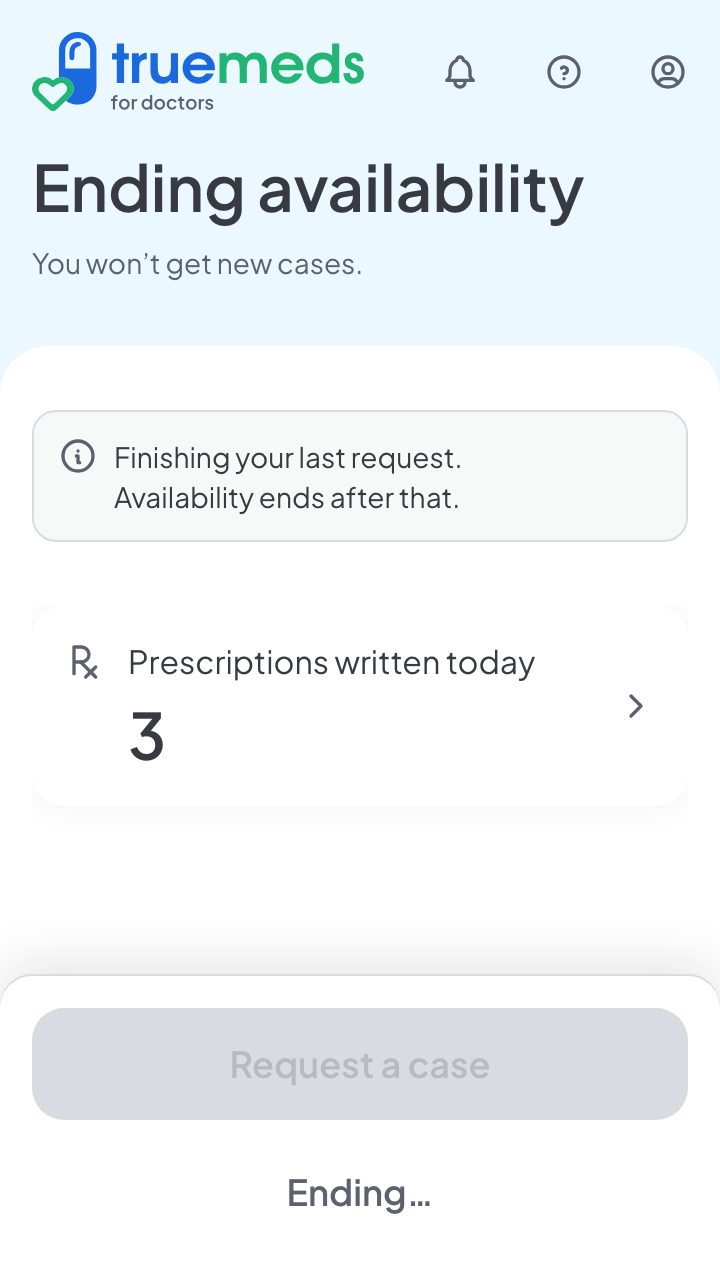 truemeds
for doctors
Ending availability
You won’t get new cases.
Finishing your last request.
Availability ends after that.
Prescriptions written today
3
Request a case
Ending...